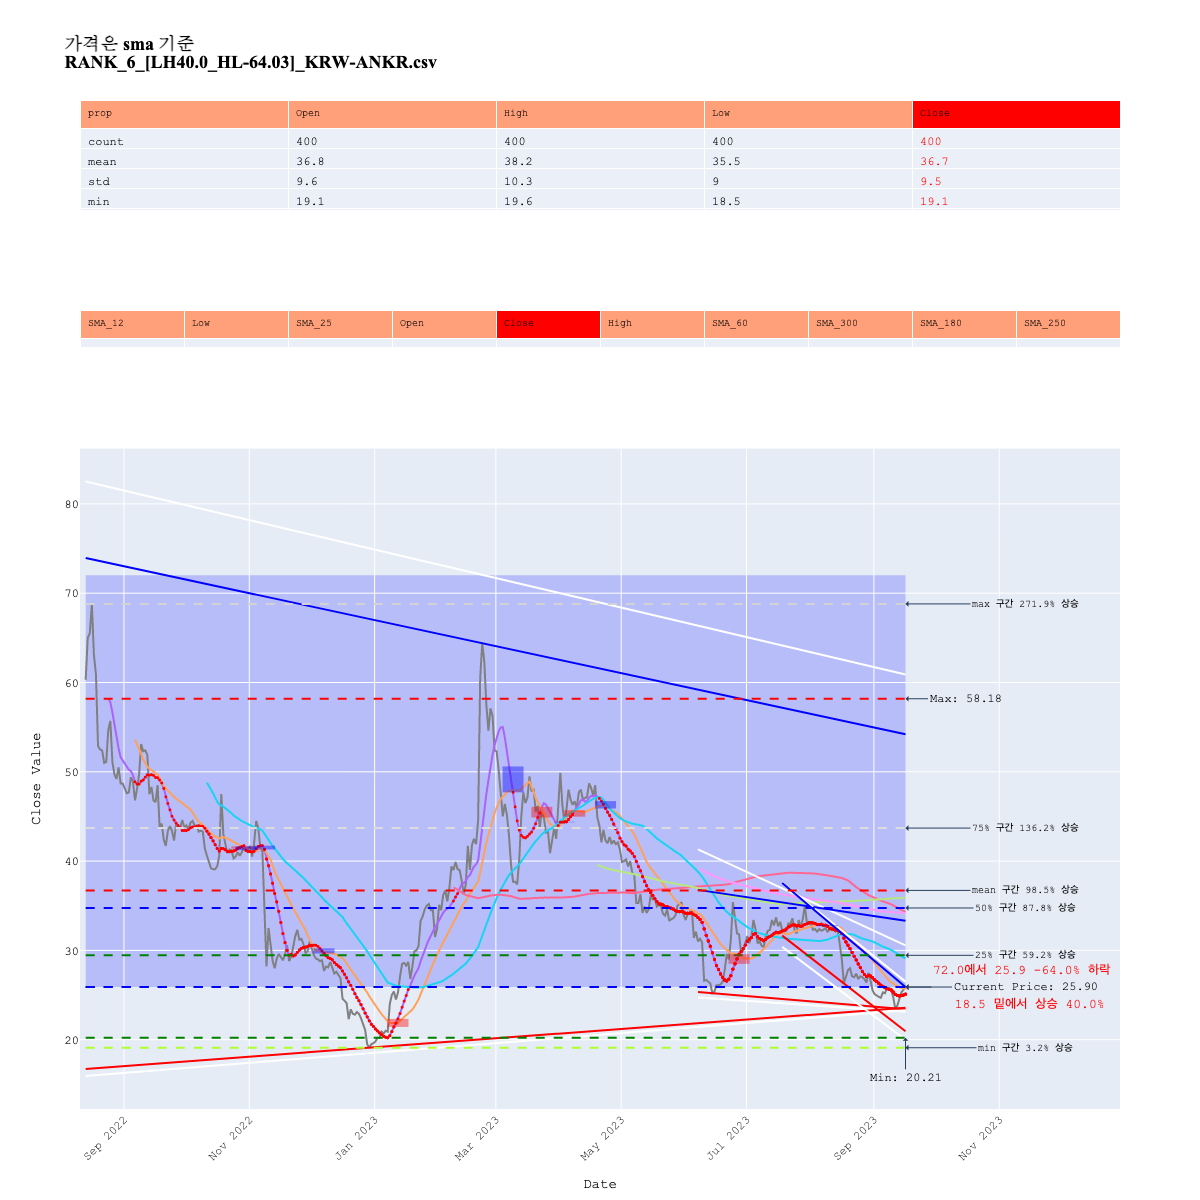 가격은 sma 기준
RANK_6_[LH40.0_HL-64.03]_KRW-ANKR.csv
prop Open High Low Close
count 400 400 400 400
mean 36.8 38.2 35.5 36.7
std 9.6 10.3 9 9.5
min 19.1 19.6 18.5 19.1
SMA_12 Low SMA_25 Open Close High SMA_60 SMA_300 SMA_180 SMA_250
80
70
max 구간 271.9% 상승
60
Max: 58.18
50
Close Value
75% 구간 136.2% 상승
40
mean 구간 98.5% 상승
50% 구간 87.8% 상승
30
25% 구간 59.2% 상승
72.0에서 25.9 -64.0% 하락
Current Price: 25.90
18.5 밑에서 상승 40.0%
20
min 구간 3.2% 상승
Min: 20.21
Sep 2022 Nov 2022 Jan 2023 Mar 2023 May 2023 Jul 2023 Sep 2023 Nov 2023
Date